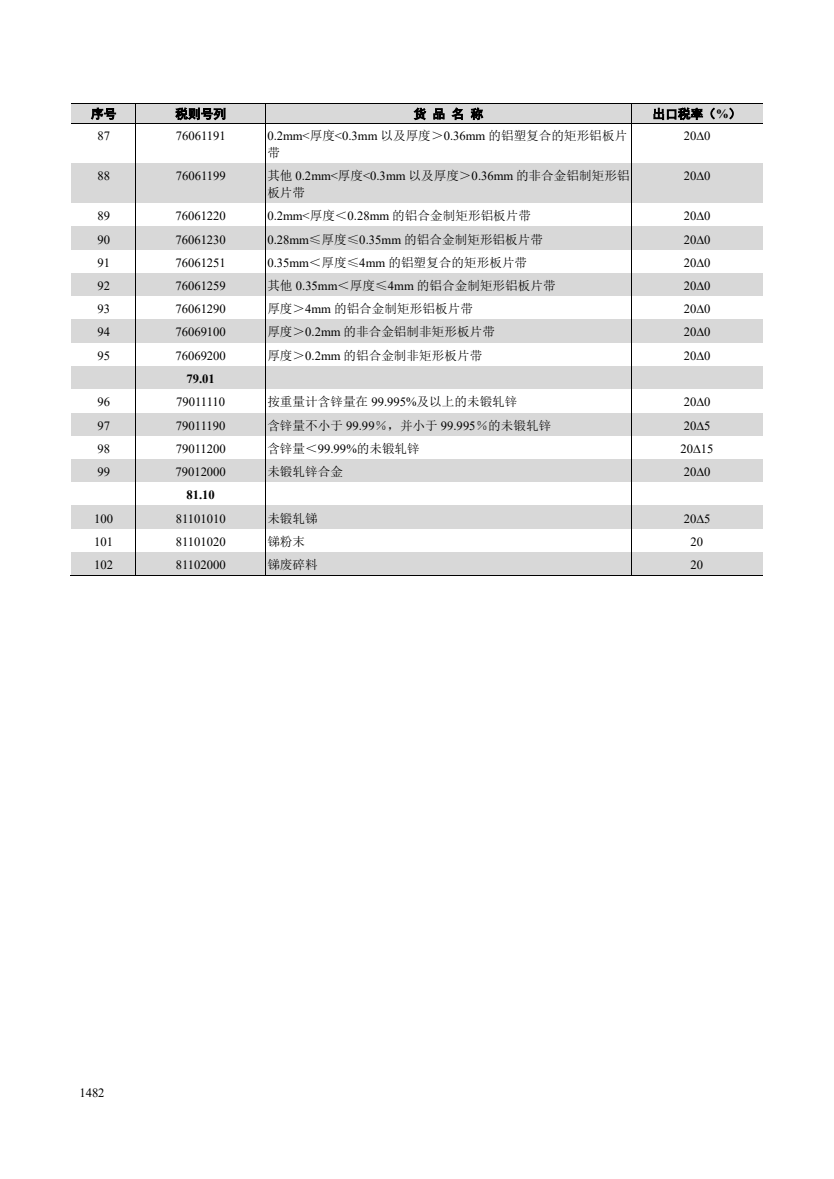 序号 税则号列 货 品 名 称 出口税率（%）
87 76061191 0.2mm<厚度<0.3mm 以及厚度＞0.36mm 的铝塑复合的矩形铝板片 20Δ0
带
88 76061199 其他 0.2mm<厚度<0.3mm 以及厚度＞0.36mm 的非合金铝制矩形铝 20Δ0
板片带
89 76061220 0.2mm<厚度＜0.28mm 的铝合金制矩形铝板片带 20Δ0
90 76061230 0.28mm≤厚度≤0.35mm 的铝合金制矩形铝板片带 20Δ0
91 76061251 0.35mm＜厚度≤4mm 的铝塑复合的矩形板片带 20Δ0
92 76061259 其他 0.35mm＜厚度≤4mm 的铝合金制矩形铝板片带 20Δ0
93 76061290 厚度＞4mm 的铝合金制矩形铝板片带 20Δ0
94 76069100 厚度＞0.2mm 的非合金铝制非矩形板片带 20Δ0
95 76069200 厚度＞0.2mm 的铝合金制非矩形板片带 20Δ0
79.01
96 79011110 按重量计含锌量在 99.995%及以上的未锻轧锌 20Δ0
97 79011190 含锌量不小于 99.99％，并小于 99.995％的未锻轧锌 20Δ5
98 79011200 含锌量＜99.99%的未锻轧锌 20Δ15
99 79012000 未锻轧锌合金 20Δ0
81.10
100 81101010 未锻轧锑 20Δ5
101 81101020 锑粉末 20
102 81102000 锑废碎料 20
1482